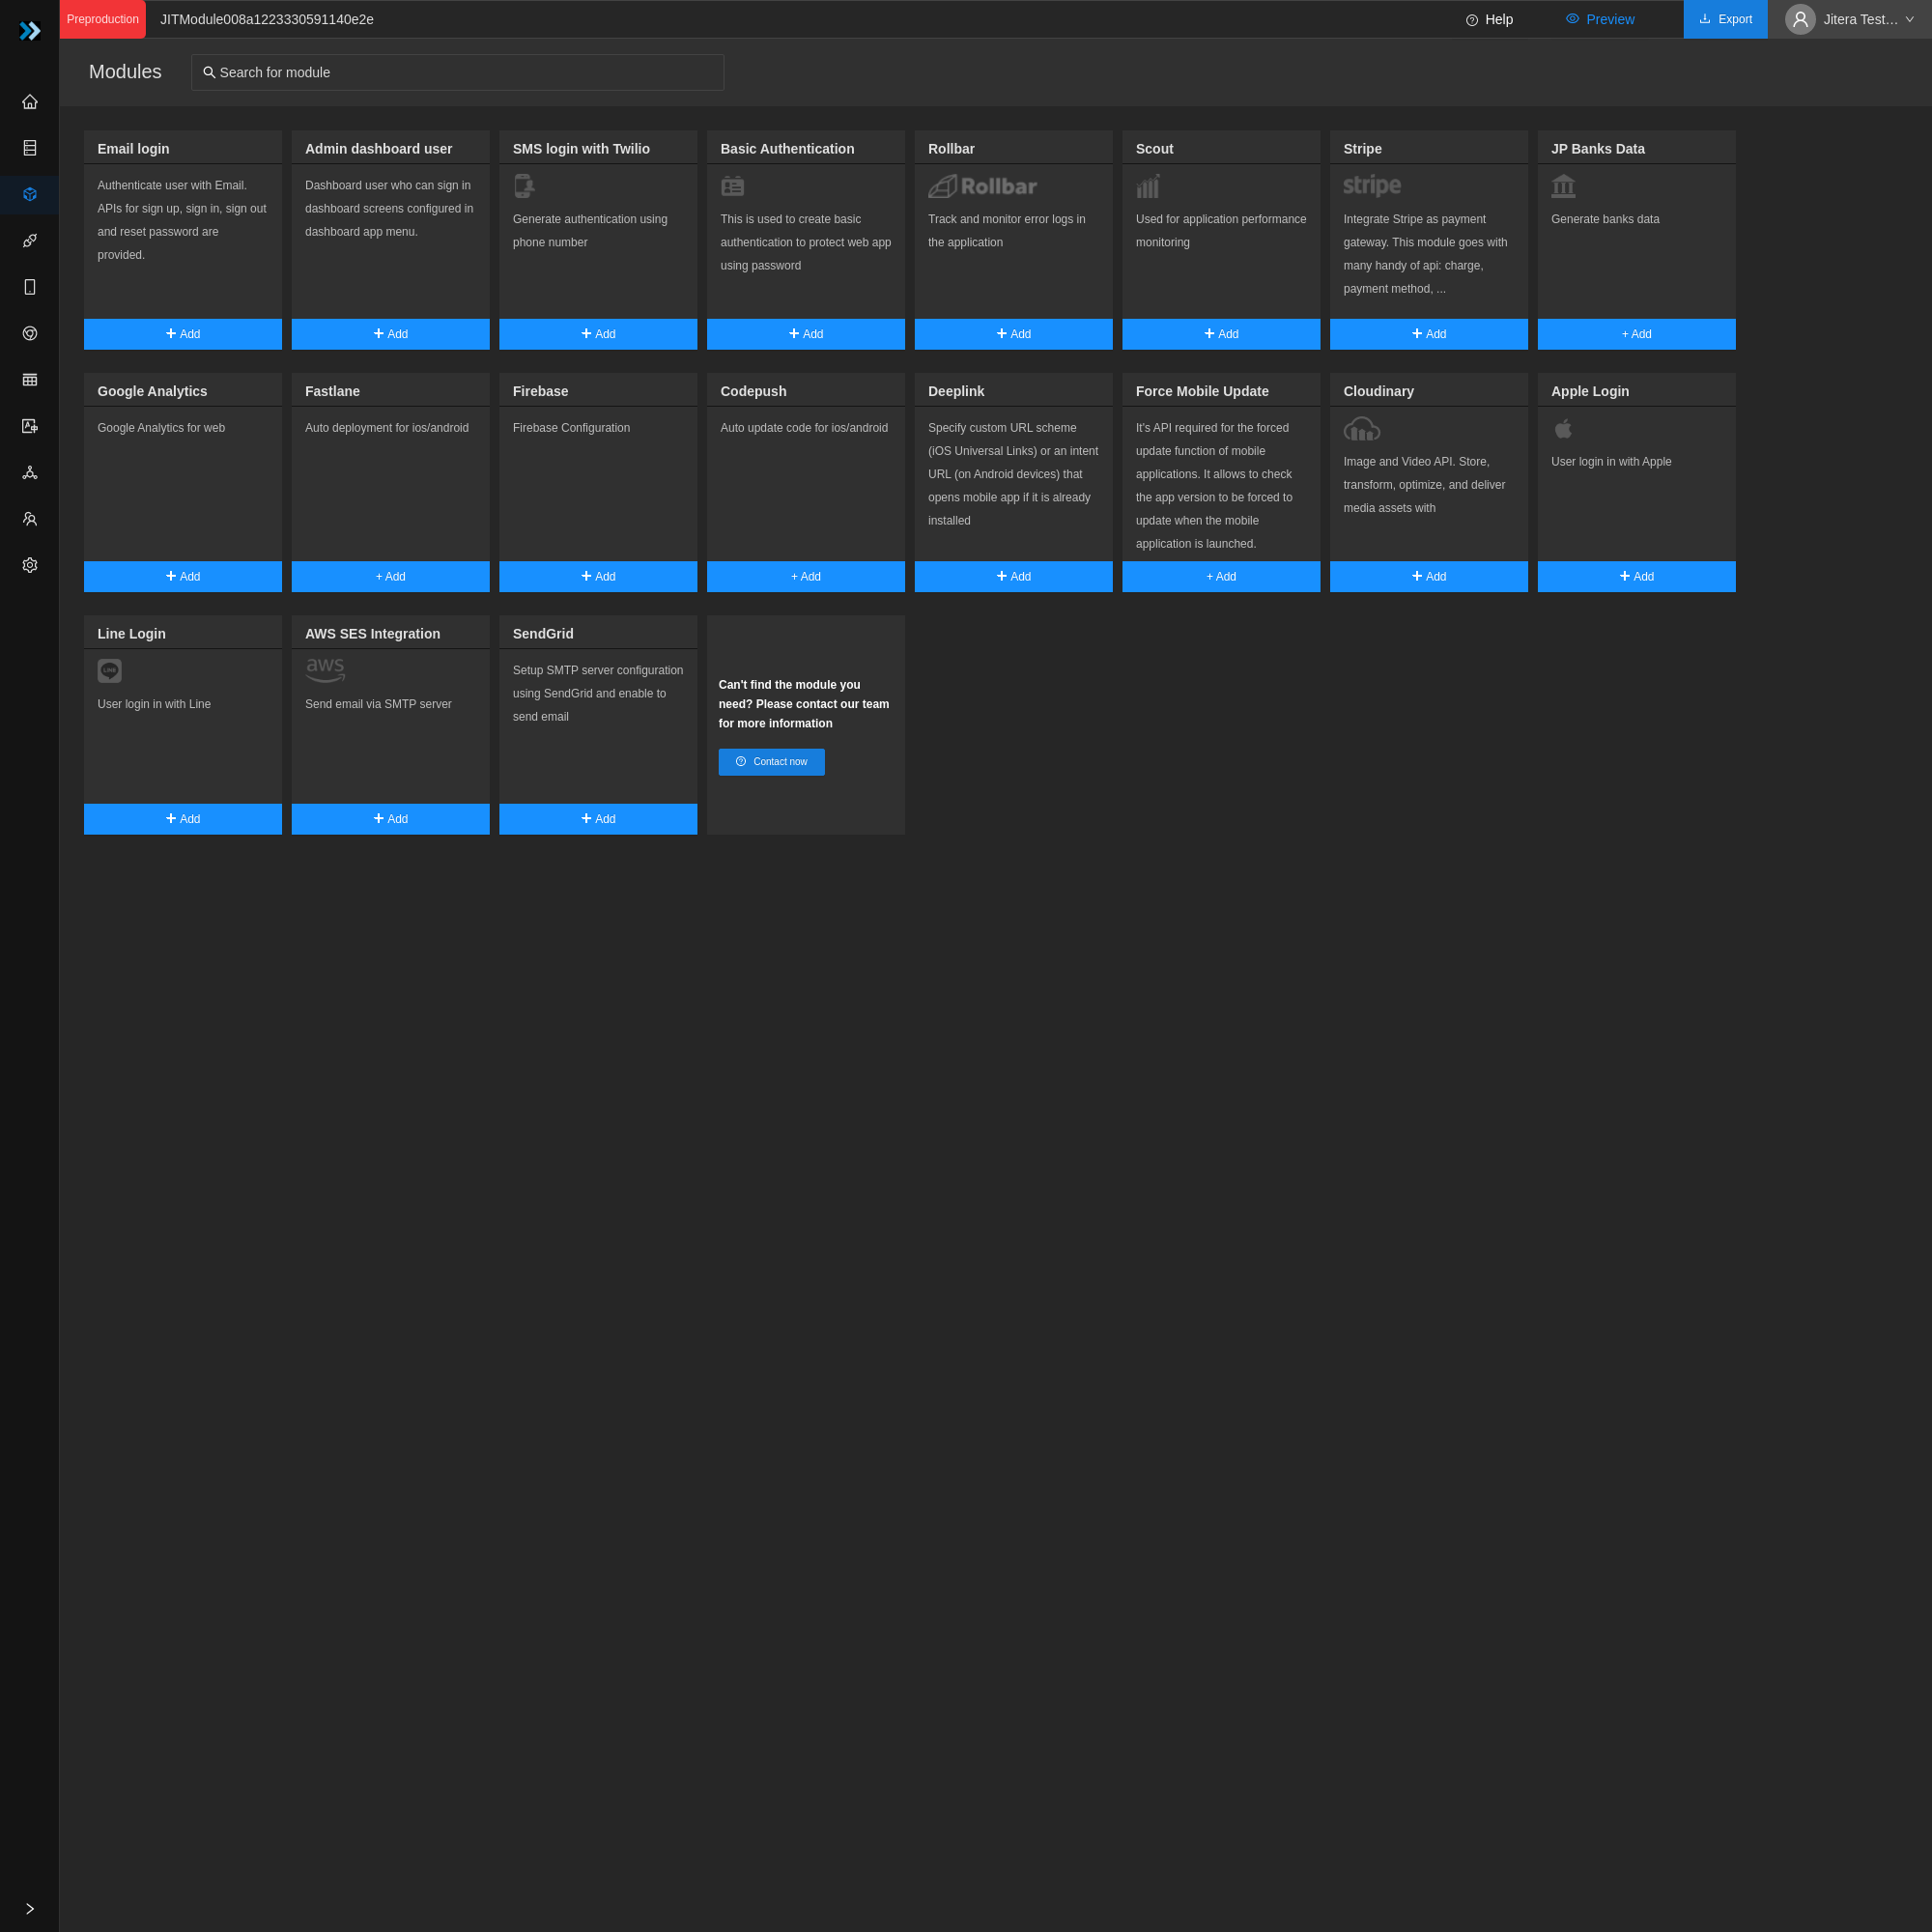 Preproduction
JITModule008a1223330591140e2e
Help
Preview
Export
Jitera Test…
Modules
Search for module
Email login
Authenticate user with Email.
APIs for sign up, sign in, sign out
and reset password are
provided.
Add
Admin dashboard user
Dashboard user who can sign in
dashboard screens configured in
dashboard app menu.
Add
SMS login with Twilio
Generate authentication using
phone number
Add
Basic Authentication
This is used to create basic
authentication to protect web app
using password
Add
Rollbar
Rollbar
Track and monitor error logs in
the application
Add
Scout
Used for application performance
monitoring
Add
Stripe
stripe
Integrate Stripe as payment
gateway. This module goes with
many handy of api: charge,
payment method, ...
Add
JP Banks Data
Generate banks data
+ Add
Google Analytics
Google Analytics for web
Add
Fastlane
Auto deployment for ios/android
+ Add
Firebase
Firebase Configuration
Add
Codepush
Auto update code for ios/android
+ Add
Deeplink
Specify custom URL scheme
(iOS Universal Links) or an intent
URL (on Android devices) that
opens mobile app if it is already
installed
Add
Force Mobile Update
It's API required for the forced
update function of mobile
applications. It allows to check
the app version to be forced to
update when the mobile
application is launched.
+ Add
Cloudinary
Image and Video API. Store,
transform, optimize, and deliver
media assets with
Add
Apple Login
User login in with Apple
Add
Line Login
LINE
User login in with Line
Add
AWS SES Integration
aws
Send email via SMTP server
Add
SendGrid
Setup SMTP server configuration
using SendGrid and enable to
send email
Add
Can't find the module you
need? Please contact our team
for more information
Contact now